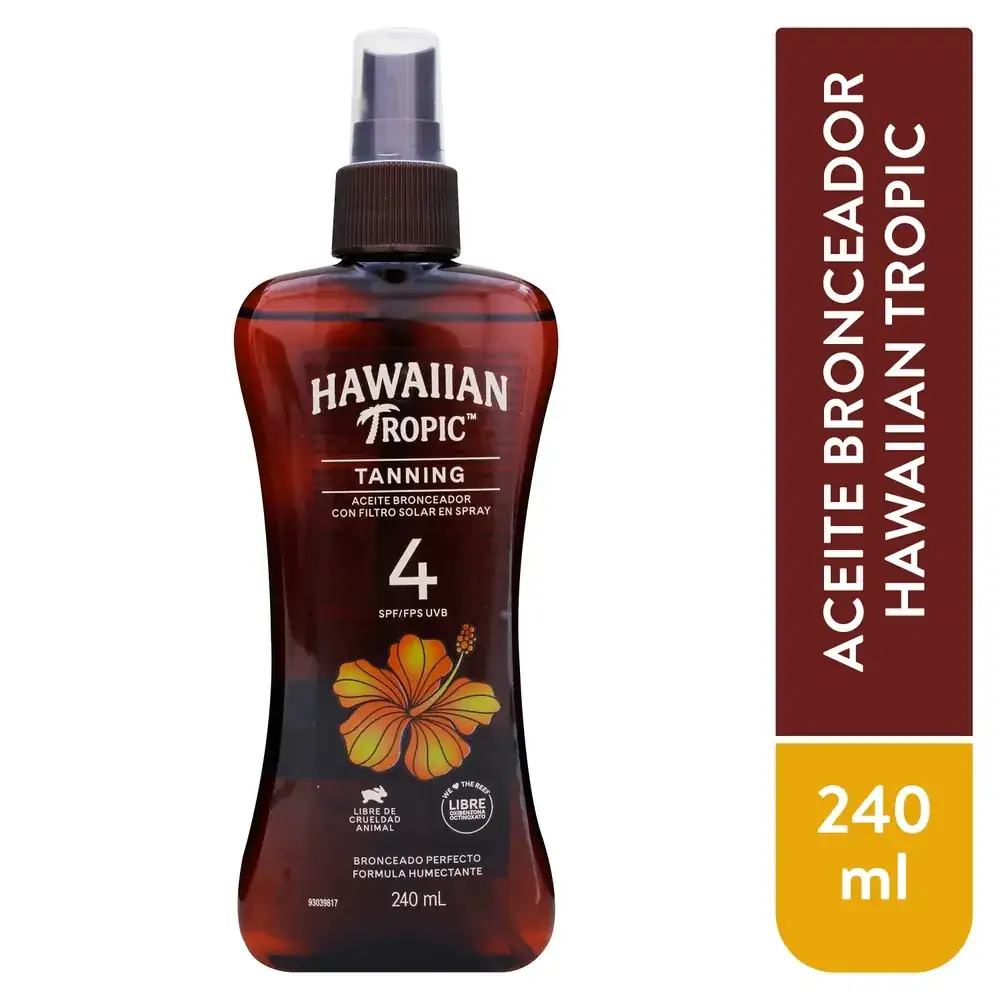 HAWAIIAN
TROPIC™
TANNING
ACEITE BRONCEADOR
CON FILTRO SOLAR EN SPRAY
4
SPF/FPS UVB
LIBRE DE
CRUELDAD
ANIMAL
WE ♥ THE REEF
LIBRE
OXIBENZONA
OCTINOXATO
BRONCEADO PERFECTO
FORMULA HUMECTANTE
93039817
240 mL
ACEITE BRONCEADOR
HAWAIIAN TROPIC
240
ml